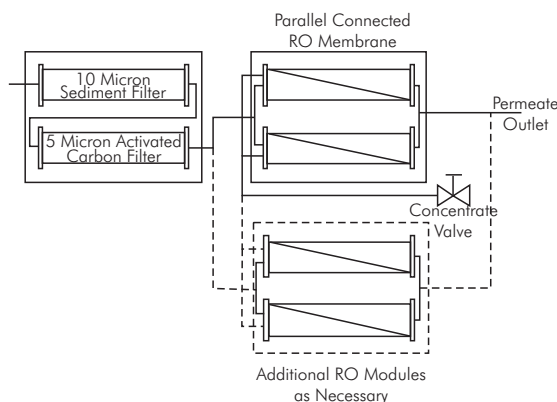 Parallel Connected
RO Membrane
10 Micron
Sediment Filter
5 Micron Activated
Carbon Filter
Permeate
Outlet
Concentrate
Valve
Additional RO Modules
as Necessary